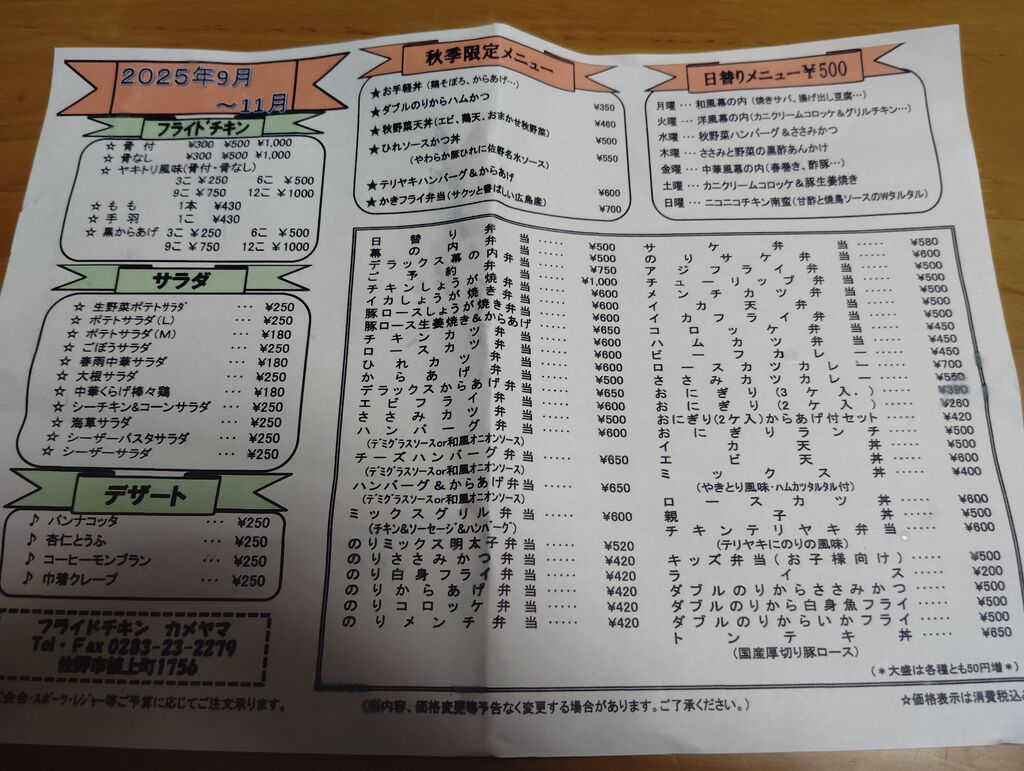 2025年9月
～11月
フライドチキン
☆ 骨 付 ¥300 ¥500 ¥1,000
☆ 骨なし ¥300 ¥500 ¥1,000
☆ ヤキトリ風味(骨付・骨なし)
3こ ¥250 6こ ¥500
9こ ¥750 12こ ¥1000
☆ も も 1本 ¥430
☆ 手 羽 1こ ¥430
☆ 黒からあげ 3こ ¥250 6こ ¥500
9こ ¥750 12こ ¥1000
サラダ
☆ 生野菜ポテトサラダ ··· ¥250
☆ ポテトサラダ(L) ··· ¥250
☆ ポテトサラダ(M) ··· ¥180
☆ ごぼうサラダ ··· ¥250
☆ 春雨中華サラダ ··· ¥180
☆ 大根サラダ ··· ¥250
☆ 中華くらげ棒々鶏 ··· ¥180
☆ シーチキン&コーンサラダ ··· ¥250
☆ 海草サラダ ··· ¥250
☆ シーザーパスタサラダ ··· ¥250
☆ シーザーサラダ ··· ¥250
デザート
♪ パンナコッタ ··· ¥250
♪ 杏仁とうふ ··· ¥250
♪ コーヒーモンブラン ··· ¥250
♪ 巾着クレープ ··· ¥250
フライドチキン カメヤマ
Tel・Fax 0283-23-2279
佐野市植上町1756
秋季限定メニュー
★お手軽丼(鶏そぼろ、からあげ…) ¥350
★ダブルのりからハムかつ ¥460
★秋野菜天丼(エビ、鶏天、おまかせ秋野菜) ¥500
★ひれソースかつ丼 ¥550
(やわらか豚ひれに佐野名水ソース)
★テリヤキハンバーグ&からあげ ¥600
★かきフライ弁当(サクッと香ばしい広島産) ¥700
日替りメニュー¥500
月曜 … 和風幕の内(焼きサバ、揚げ出し豆腐…)
火曜 … 洋風幕の内(カニクリームコロッケ&グリルチキン…)
水曜 … 秋野菜ハンバーグ&ささみかつ
木曜 … ささみと野菜の黒酢あんかけ
金曜 … 中華風幕の内(春巻き、酢豚…)
土曜 … カニクリームコロッケ&豚生姜焼き
日曜 … ニコニコチキン南蛮(甘酢と焼鳥ソースのWタルタル)
日替り弁当 ····· ¥500
幕の内弁当 ····· ¥750
デラックス幕の内弁当 ····· ¥1,000
ご予約弁当
チキンしょうが焼弁当 ····· ¥600
イカしょうが焼き弁当 ····· ¥600
豚ロースしょうが焼き弁当 ····· ¥650
豚ロース生姜焼き&からあげ
チキンカツ弁当 ····· ¥600
ロースカツ弁当 ····· ¥600
ひれカツ弁当 ····· ¥600
からあげ弁当 ····· ¥600
デラックスからあげ弁当 ····· ¥650
エビフライ弁当 ····· ¥600
ささみカツ弁当 ····· ¥600
ハンバーグ弁当 ····· ¥600
(デミグラスソースor和風オニオンソース)
チーズハンバーグ弁当 ····· ¥650
(デミグラスソースor和風オニオンソース)
ハンバーグ&からあげ弁当 ····· ¥650
(デミグラスソースor和風オニオンソース)
ミックスグリル弁当 ····· ¥600
(チキン&ソーセージ&ハンバーグ)
のりミックス明太子弁当 ····· ¥520
のりささみかつ弁当 ····· ¥420
のり白身フライ弁当 ····· ¥420
のりからあげ弁当 ····· ¥420
のりコロッケ弁当 ····· ¥420
のりメンチ弁当 ····· ¥420
サケ弁当 ····· ¥580
のりサケ弁当 ····· ¥600
アジフライ弁当 ····· ¥500
チューリップ弁当 ····· ¥500
メンチカツ弁当 ····· ¥500
イカ天弁当 ····· ¥500
イカフライ弁当 ····· ¥500
コロッケ弁当 ····· ¥450
ハムカツ弁当 ····· ¥450
ビーフカレー ····· ¥450
ロースカツカレー ····· ¥700
ささみカツカレー ····· ¥550
おにぎり(3ケ入) ····· ¥390
おにぎり(2ケ入) ····· ¥260
おにぎり(2ケ入)からあげ付セット ····· ¥420
おにぎりランチ ····· ¥500
イカ天丼 ····· ¥500
エビ天丼 ····· ¥600
ミックス丼 ····· ¥400
(やきとり風味・ハムカツタルタル付)
ロースカツ丼 ····· ¥600
親子丼 ····· ¥500
チキンテリヤキ弁当 ····· ¥600
(テリヤキにのりの風味)
キッズ弁当(お子様向け) ····· ¥500
ライス ····· ¥200
ダブルのりからささみかつ ····· ¥500
ダブルのりから白身魚フライ ····· ¥500
ダブルのりからいかフライ ····· ¥500
トンテキ丼 ····· ¥650
(国産厚切り豚ロース)
(*大盛は各種とも50円増*)
会合・スポーツ・レジャー等ご予算に応じてご注文承ります。
(※内容、価格変更等予告なく変更する場合があります。ご了承ください。)
☆価格表示は消費税込み